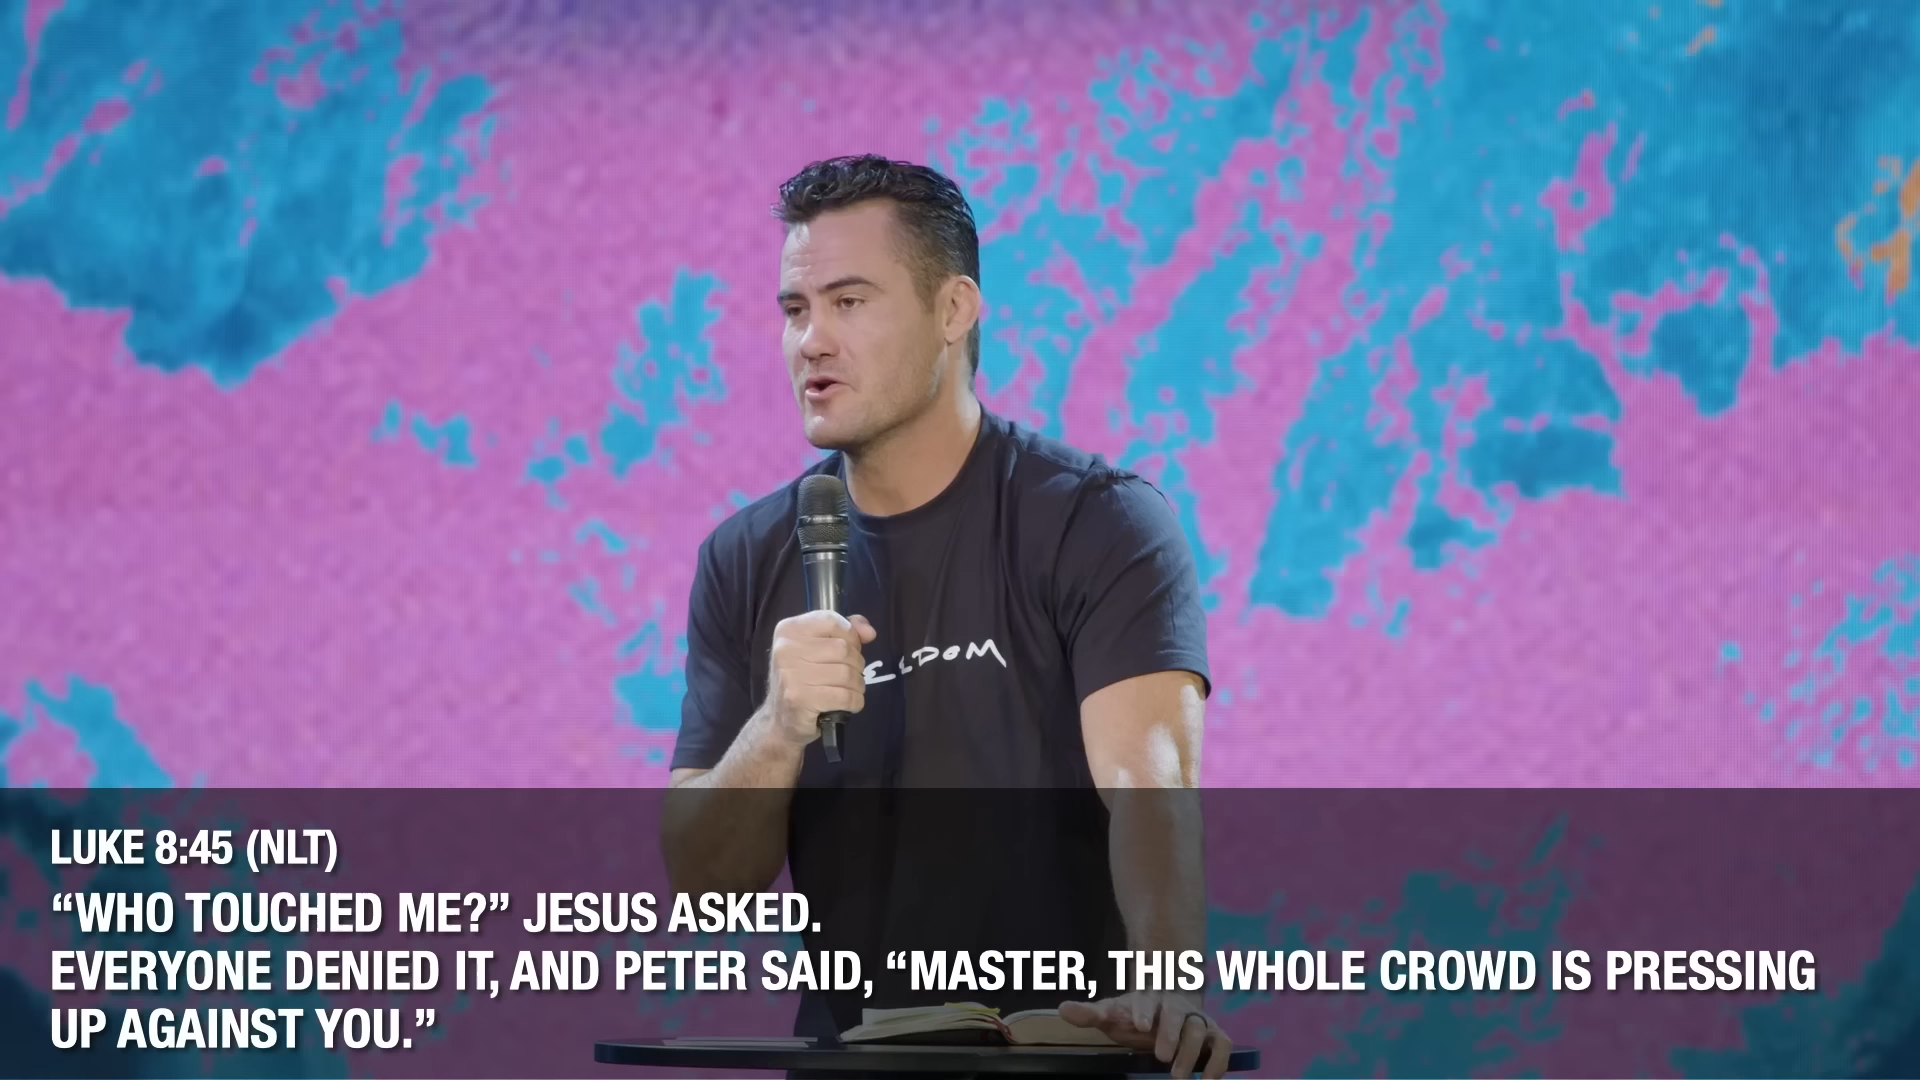 LUKE 8:45 (NLT)
“WHO TOUCHED ME?” JESUS ASKED.
EVERYONE DENIED IT, AND PETER SAID, “MASTER, THIS WHOLE CROWD IS PRESSING
UP AGAINST YOU.”